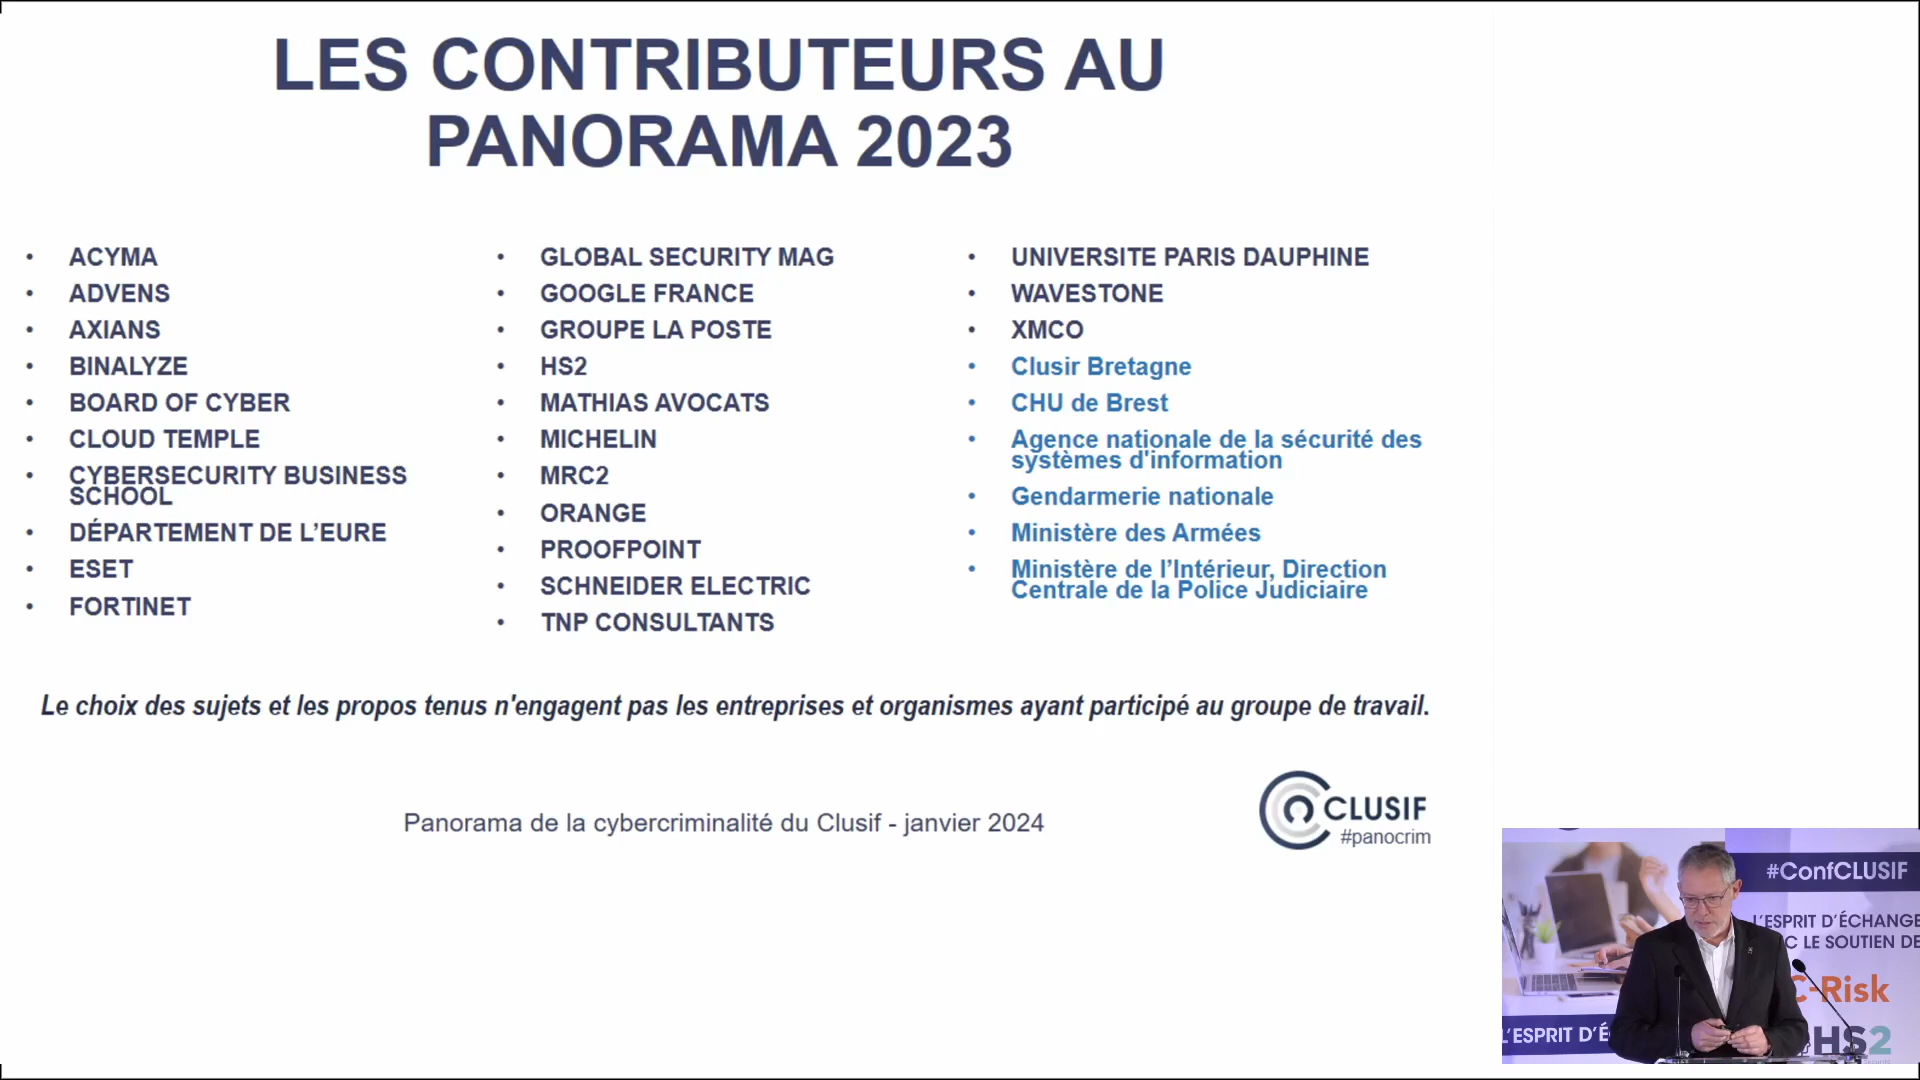 LES CONTRIBUTEURS AU
PANORAMA 2023
• ACYMA
• ADVENS
• AXIANS
• BINALYZE
• BOARD OF CYBER
• CLOUD TEMPLE
• CYBERSECURITY BUSINESS
SCHOOL
• DÉPARTEMENT DE L’EURE
• ESET
• FORTINET
• GLOBAL SECURITY MAG
• GOOGLE FRANCE
• GROUPE LA POSTE
• HS2
• MATHIAS AVOCATS
• MICHELIN
• MRC2
• ORANGE
• PROOFPOINT
• SCHNEIDER ELECTRIC
• TNP CONSULTANTS
• UNIVERSITE PARIS DAUPHINE
• WAVESTONE
• XMCO
• Clusir Bretagne
• CHU de Brest
• Agence nationale de la sécurité des
systèmes d'information
• Gendarmerie nationale
• Ministère des Armées
• Ministère de l’Intérieur, Direction
Centrale de la Police Judiciaire
Le choix des sujets et les propos tenus n'engagent pas les entreprises et organismes ayant participé au groupe de travail.
Panorama de la cybercriminalité du Clusif - janvier 2024
CLUSIF
#panocrim
#ConfCLUSIF
L’ESPRIT D’ÉCHANGE
LE SOUTIEN DE
C-Risk
L’ESPRIT D’É
HS2